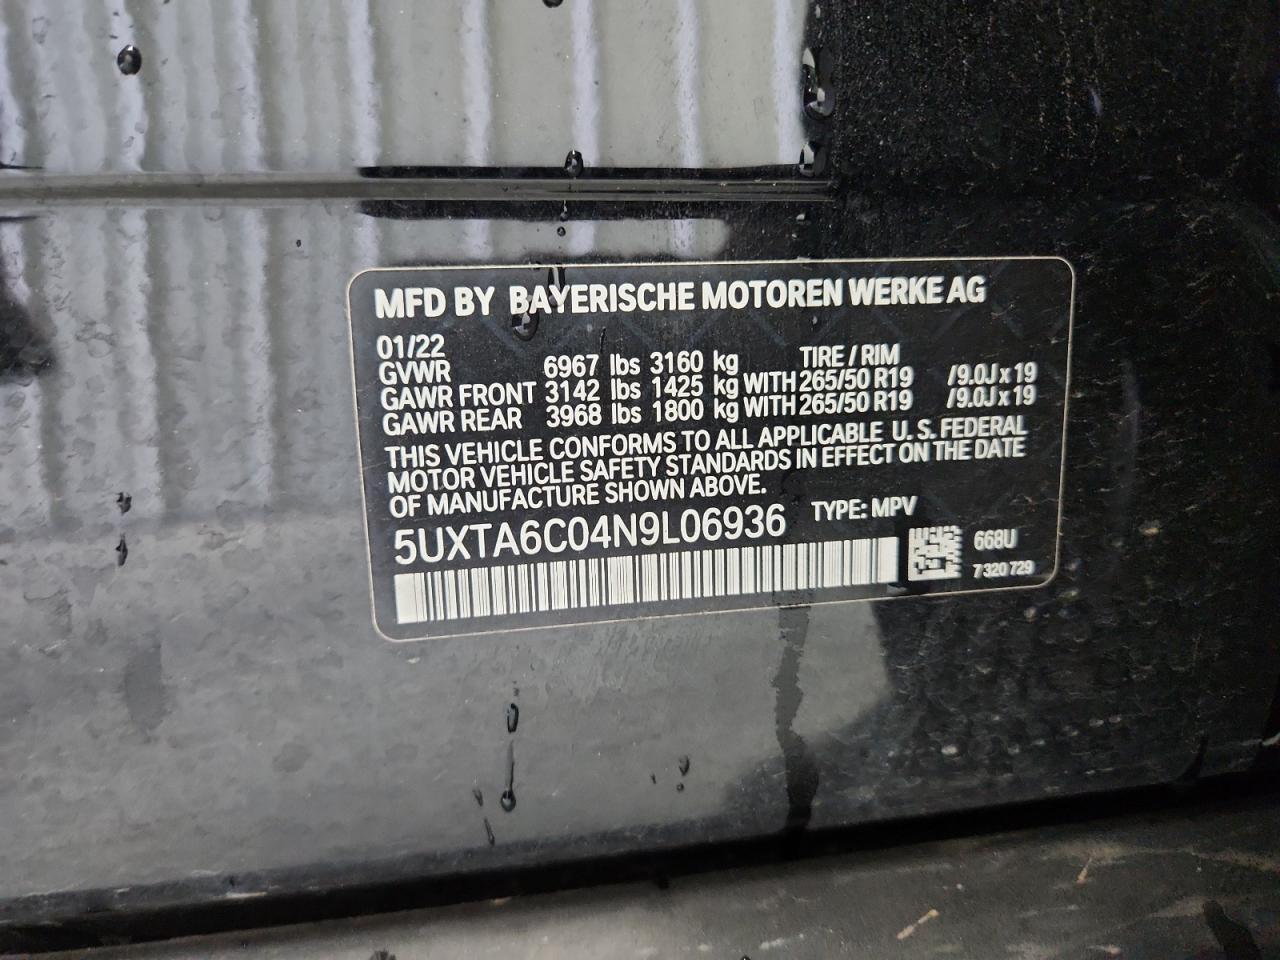 MFD BY BAYERISCHE MOTOREN WERKE AG
01/22 TIRE / RIM
GVWR 6967 lbs 3160 kg
GAWR FRONT 3142 lbs 1425 kg WITH 265/50 R19 /9.0J x 19
GAWR REAR 3968 lbs 1800 kg WITH 265/50 R19 /9.0J x 19
THIS VEHICLE CONFORMS TO ALL APPLICABLE U.S. FEDERAL
MOTOR VEHICLE SAFETY STANDARDS IN EFFECT ON THE DATE
OF MANUFACTURE SHOWN ABOVE.
5UXTA6C04N9L06936 TYPE: MPV
668U
7 320 729